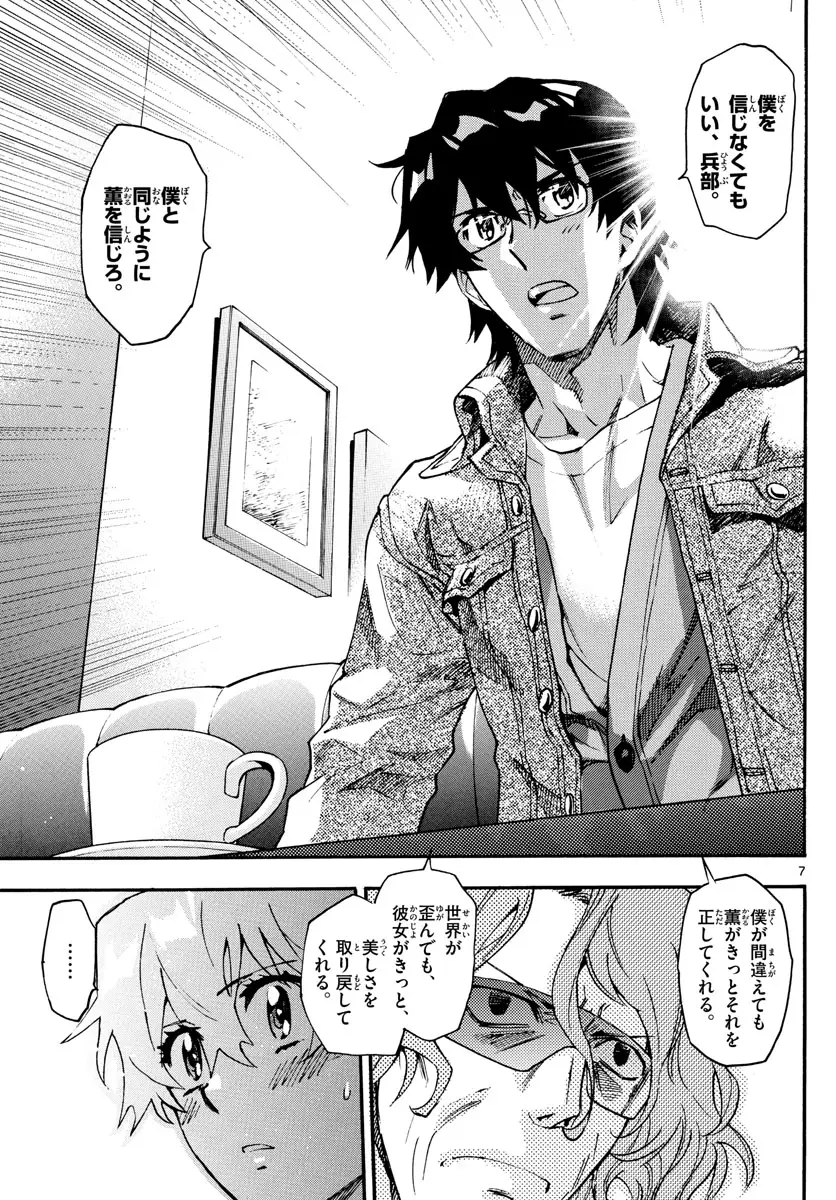 僕を
信じなくても
いい、兵部。
僕と
同じように
薫を信じろ。
7
僕が間違えても
薫がきっとそれを
正してくれる。
世界が
歪んでも、
彼女がきっと、
美しさを
取り戻して
くれる。
……